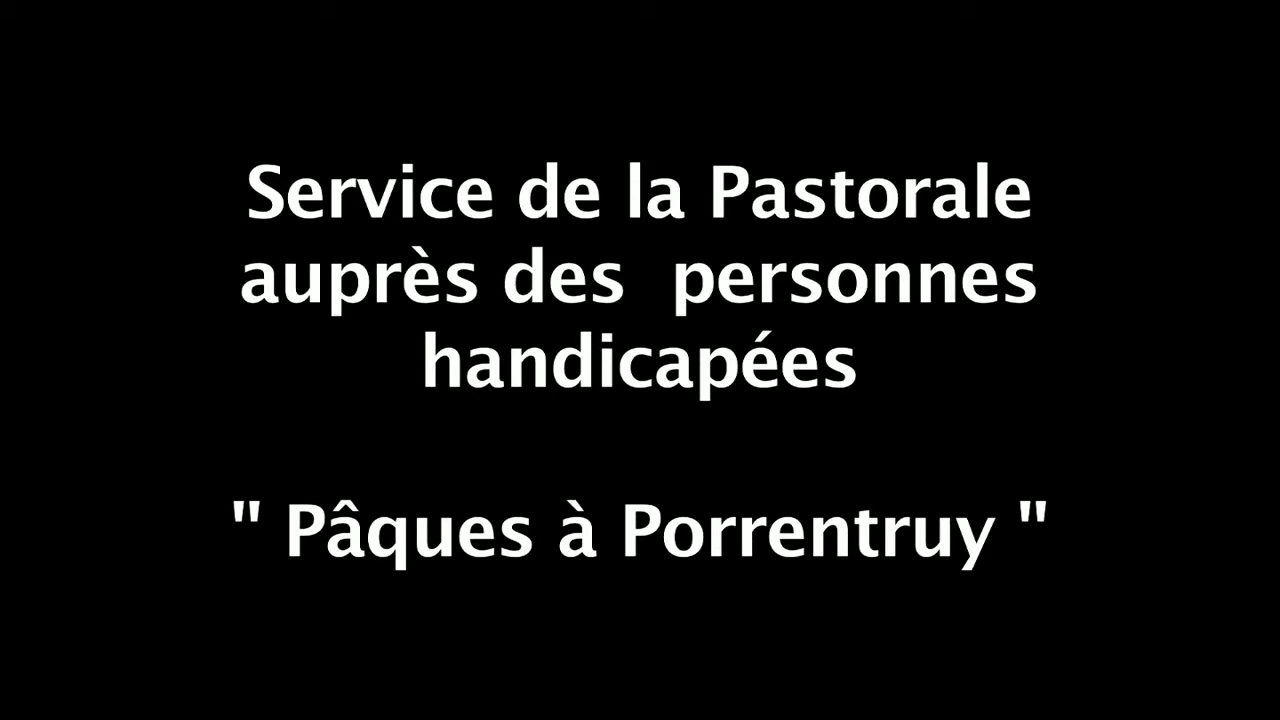 Service de la Pastorale
auprès des  personnes
handicapées
" Pâques à Porrentruy "